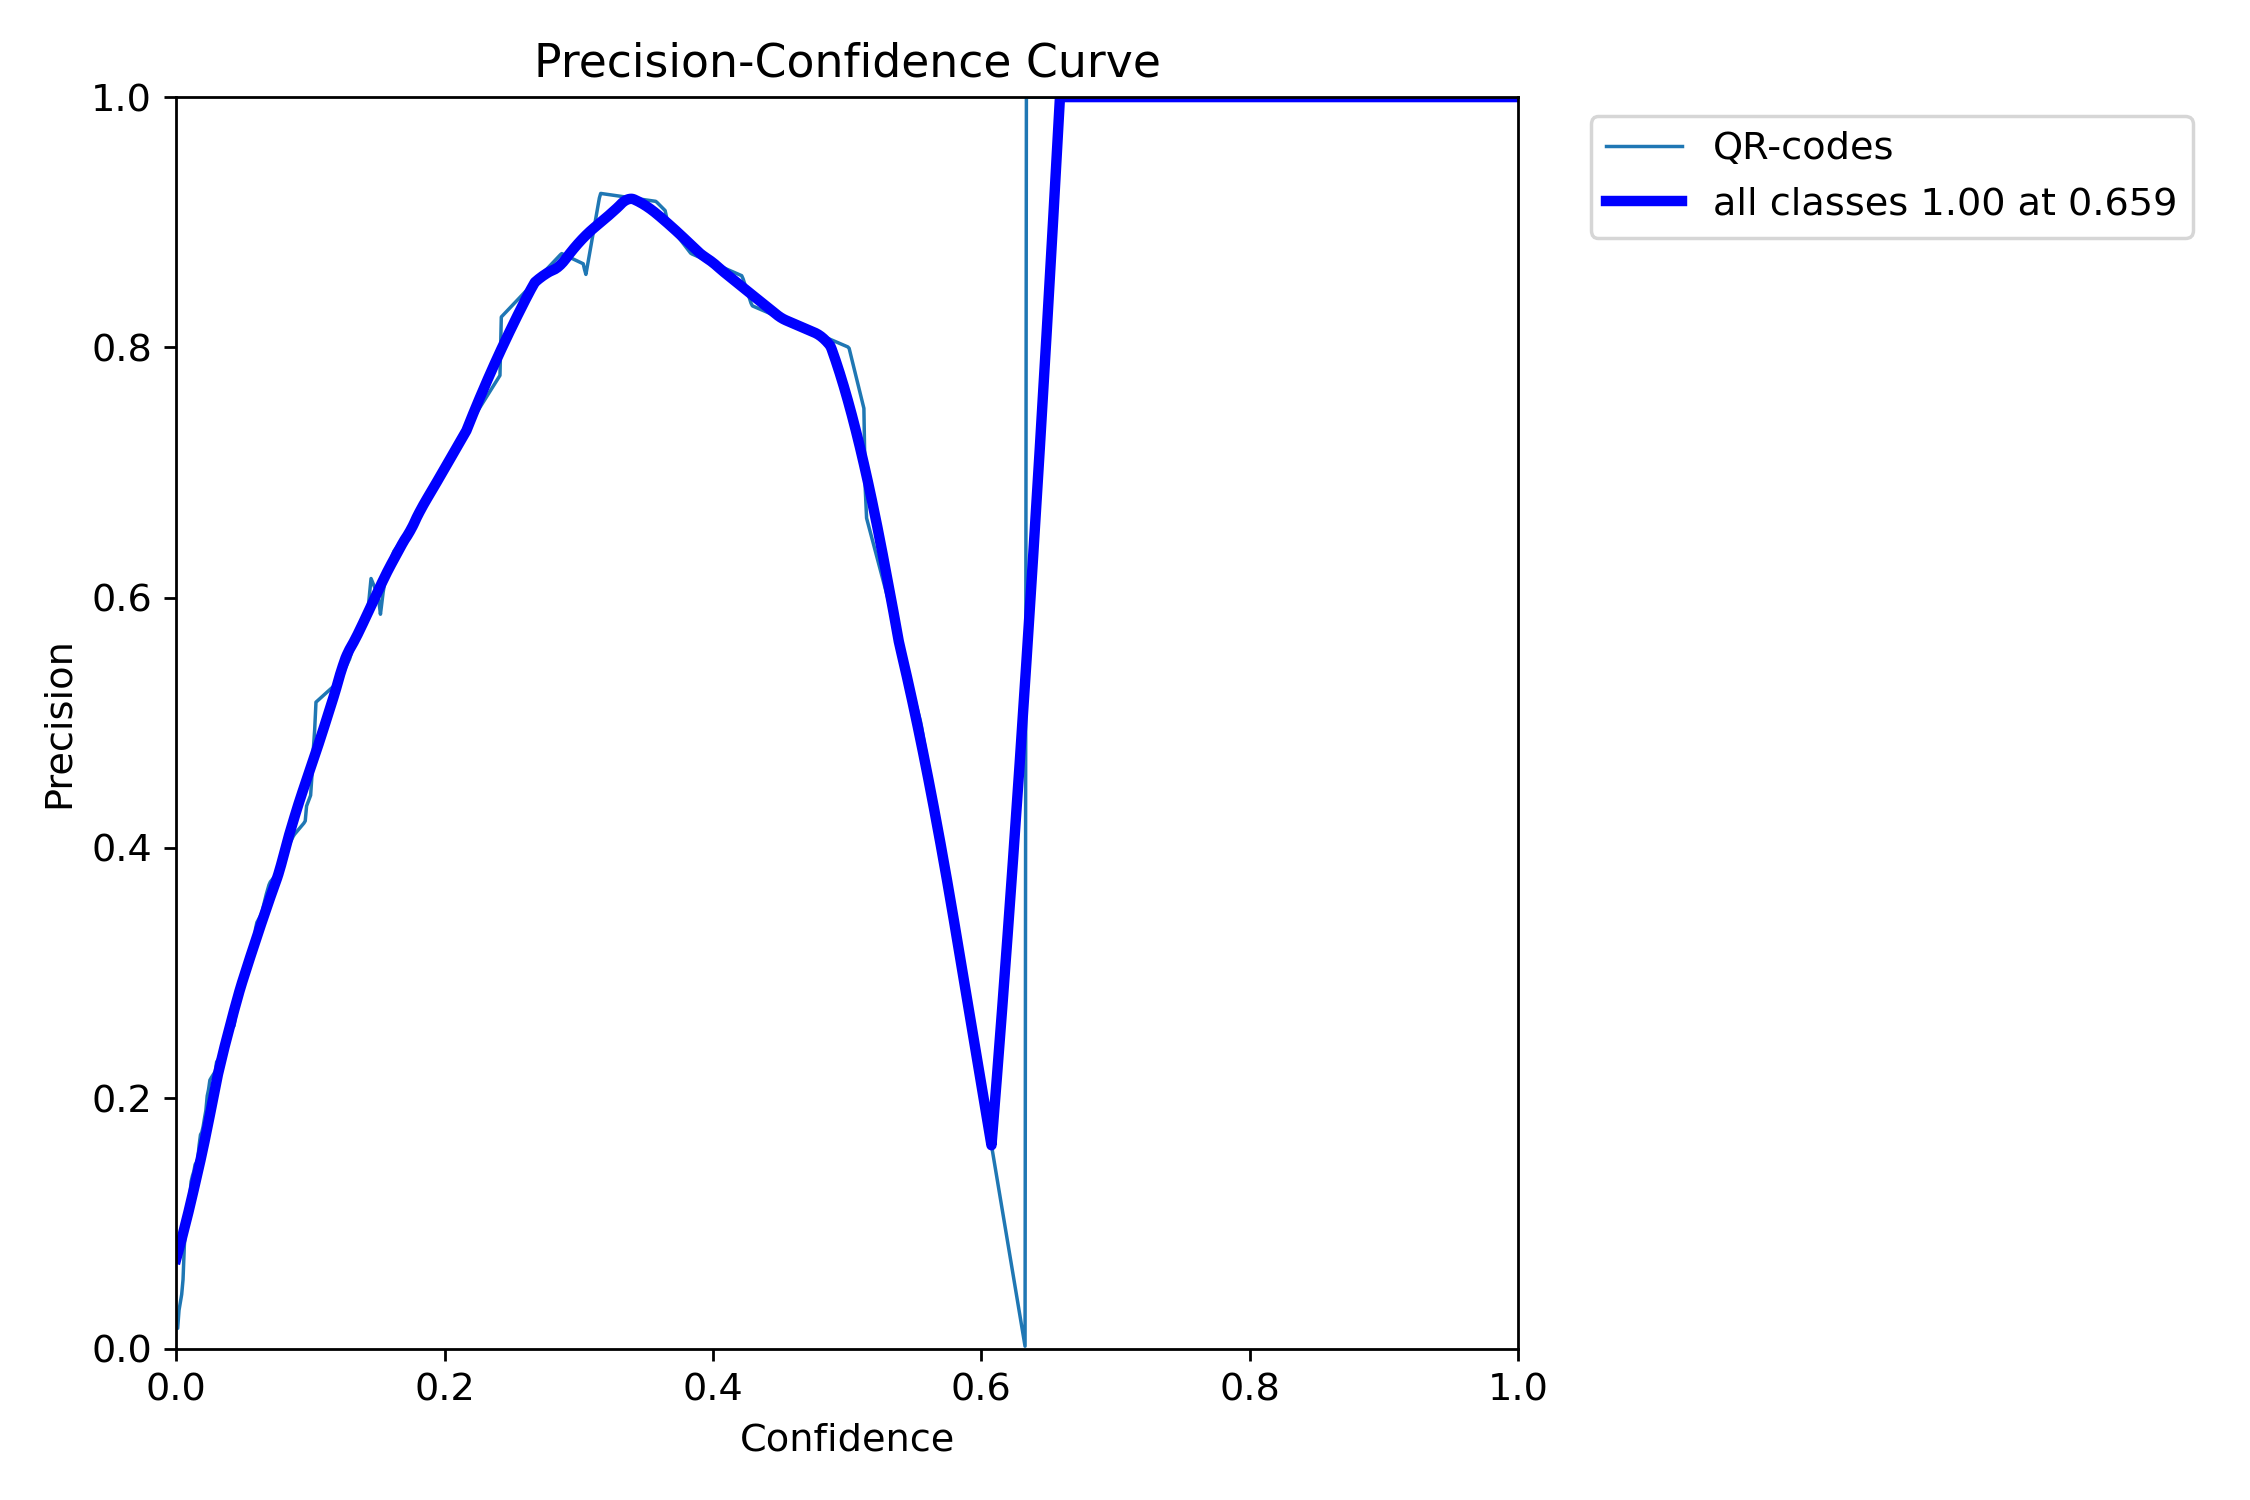 Precision-Confidence Curve
1.0
0.8
0.6
0.4
0.2
0.0
Precision
0.0 0.2 0.4 0.6 0.8 1.0
Confidence
QR-codes
all classes 1.00 at 0.659